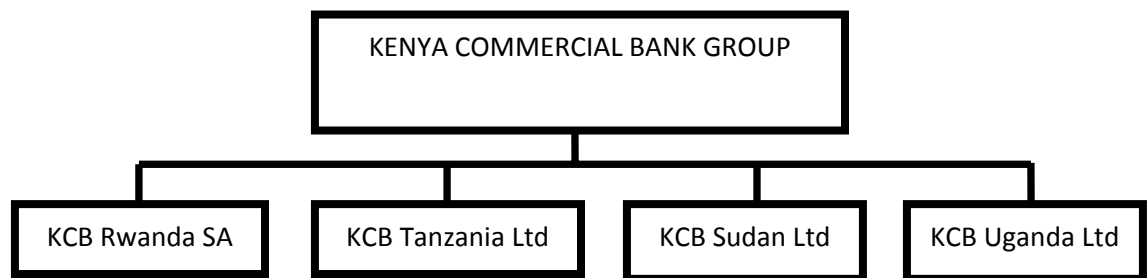 KENYA COMMERCIAL BANK GROUP
KCB Rwanda SA
KCB Tanzania Ltd
KCB Sudan Ltd
KCB Uganda Ltd